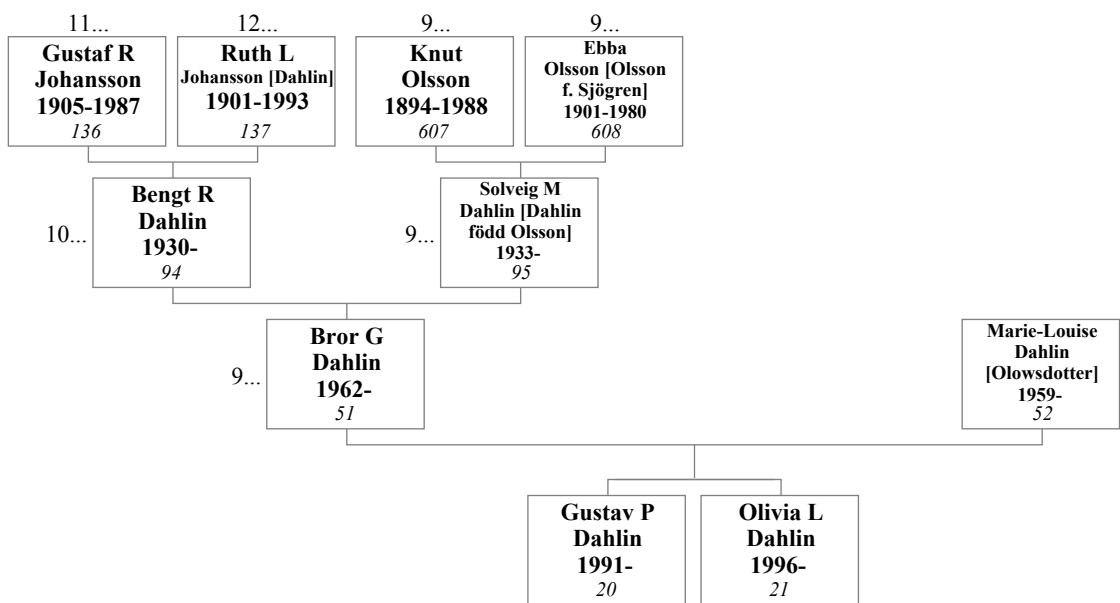 11...
12...
9...
9...
Gustaf R
Johansson
1905-1987
136
Ruth L
Johansson [Dahlin]
1901-1993
137
Knut
Olsson
1894-1988
607
Ebba
Olsson [Olsson
f. Sjögren]
1901-1980
608
10...
Bengt R
Dahlin
1930-
94
9...
Solveig M
Dahlin [Dahlin
född Olsson]
1933-
95
9...
Bror G
Dahlin
1962-
51
Marie-Louise
Dahlin
[Olowsdotter]
1959-
52
Gustav P
Dahlin
1991-
20
Olivia L
Dahlin
1996-
21